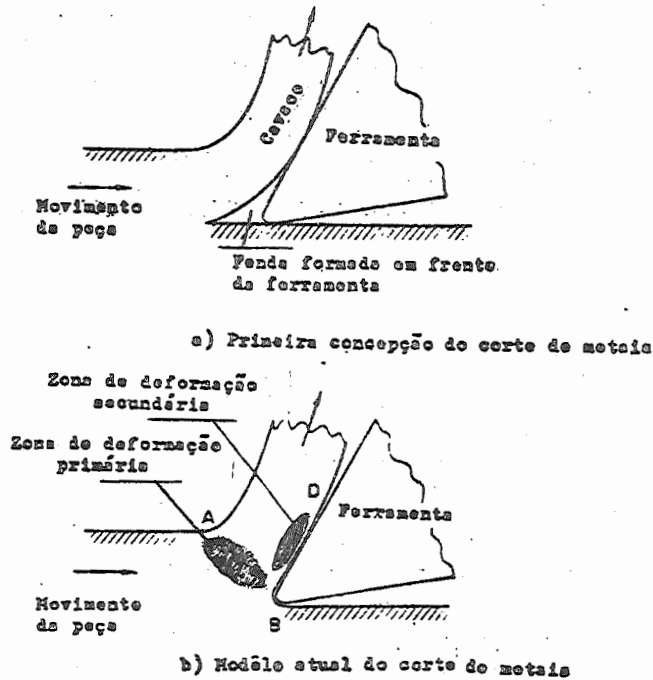 Cavaco
Ferramenta
Movimento
da peça
Fenda formada em frente
da ferramenta
a) Primeira concepção do corte de metais
Zona de deformação
secundária
Zona de deformação
primária
A
D
Ferramenta
Movimento
da peça
B
b) Modêlo atual do corte de metais